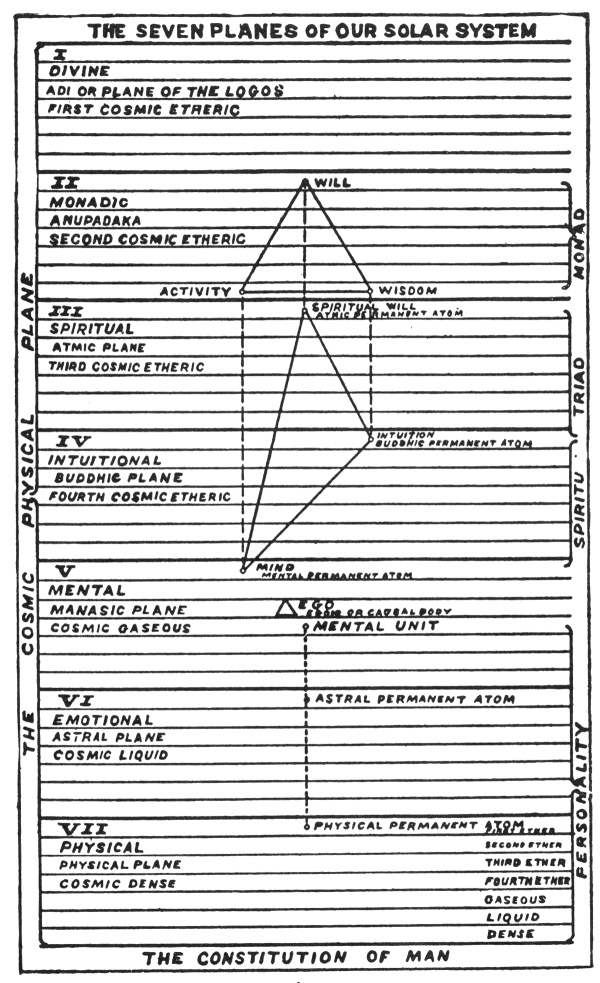 THE SEVEN PLANES OF OUR SOLAR SYSTEM
I
DIVINE
ADI OR PLANE OF THE LOGOS
FIRST COSMIC ETHERIC
II
WILL
MONADIC
ANUPADAKA
SECOND COSMIC ETHERIC
ACTIVITY
WISDOM
MONAD
III
SPIRITUAL WILL
ATMIC PERMANENT ATOM
SPIRITUAL
ATMIC PLANE
THIRD COSMIC ETHERIC
IV
INTUITION
BUDDHIC PERMANENT ATOM
INTUITIONAL
BUDDHIC PLANE
FOURTH COSMIC ETHERIC
SPIRITU. TRIAD
V
MIND
MENTAL PERMANENT ATOM
MENTAL
MANASIC PLANE
EGO
EGOIC OR CAUSAL BODY
COSMIC GASEOUS
MENTAL UNIT
VI
ASTRAL PERMANENT ATOM
EMOTIONAL
ASTRAL PLANE
COSMIC LIQUID
VII
PHYSICAL PERMANENT ATOM
FIRST ETHER
PHYSICAL
SECOND ETHER
PHYSICAL PLANE
THIRD ETHER
COSMIC DENSE
FOURTH ETHER
GASEOUS
LIQUID
DENSE
PERSONALITY
THE COSMIC PHYSICAL PLANE
THE CONSTITUTION OF MAN